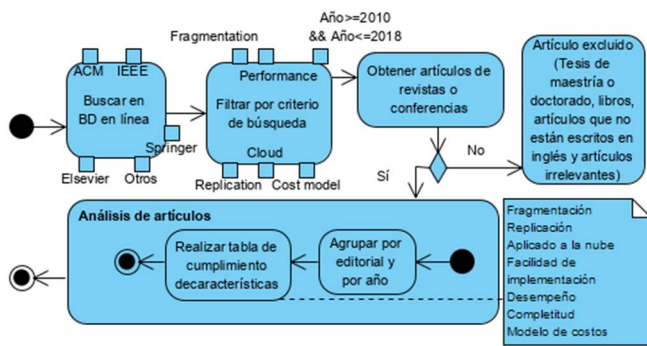 Año>=2010
Fragmentation
&& Año<=2018
ACM
IEEE
Performance
Buscar en
BD en línea
Filtrar por criterio
de búsqueda
Obtener artículos de
revistas o
conferencias
Artículo excluido
(Tesis de
maestría o
doctorado, libros,
artículos que no
están escritos en
inglés y artículos
irrelevantes)
Springer
Cloud
Elsevier
Otros
Replication
Cost model
Sí
No
Análisis de artículos
Realizar tabla de
cumplimiento
decaracterísticas
Agrupar por
editorial y
por año
Fragmentación
Replicación
Aplicado a la nube
Facilidad de
implementación
Desempeño
Completitud
Modelo de costos